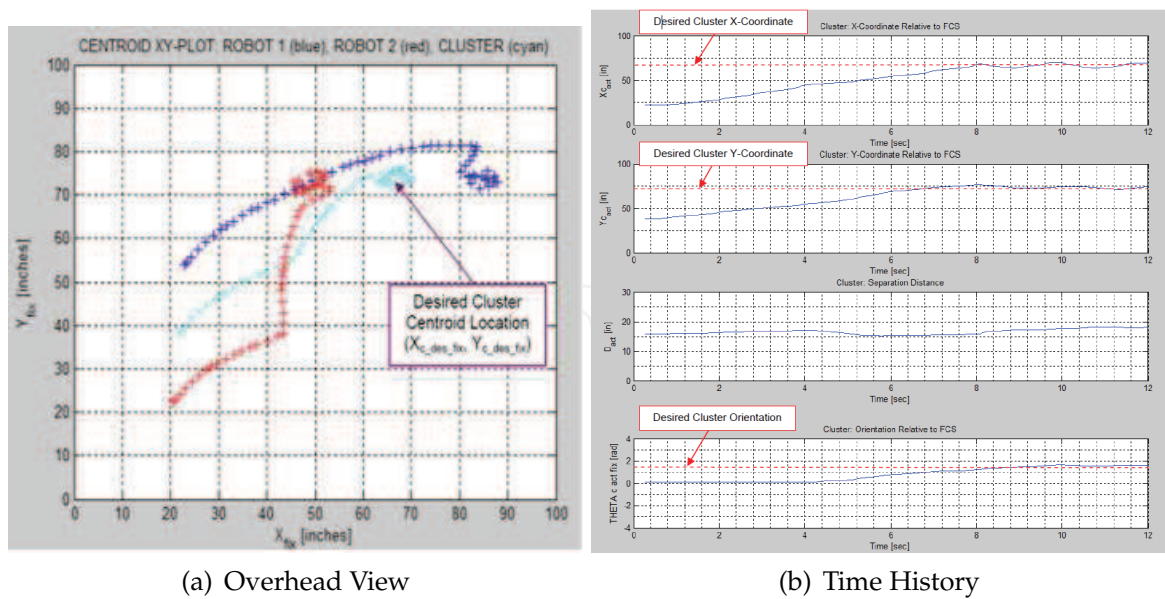 CENTROID XY-PLOT: ROBOT 1 (blue), ROBOT 2 (red), CLUSTER (cyan)
100
90
80
70
60
50
40
30
20
10
0
Y_fix [inches]
0 10 20 30 40 50 60 70 80 90 100
X_fix [inches]
Desired Cluster
Centroid Location
(X_c_des_fix, Y_c_des_fix)
(a) Overhead View
Desired Cluster X-Coordinate
Cluster: X-Coordinate Relative to FCS
100
50
0
Xc_act [in]
0 2 4 6 8 10 12
Time [sec]
Desired Cluster Y-Coordinate
Cluster: Y-Coordinate Relative to FCS
100
50
0
Yc_act [in]
0 2 4 6 8 10 12
Time [sec]
Cluster: Separation Distance
30
20
10
0
D_act [in]
0 2 4 6 8 10 12
Time [sec]
Desired Cluster Orientation
Cluster: Orientation Relative to FCS
4
2
0
-2
-4
THETA c act fix [rad]
0 2 4 6 8 10 12
Time [sec]
(b) Time History